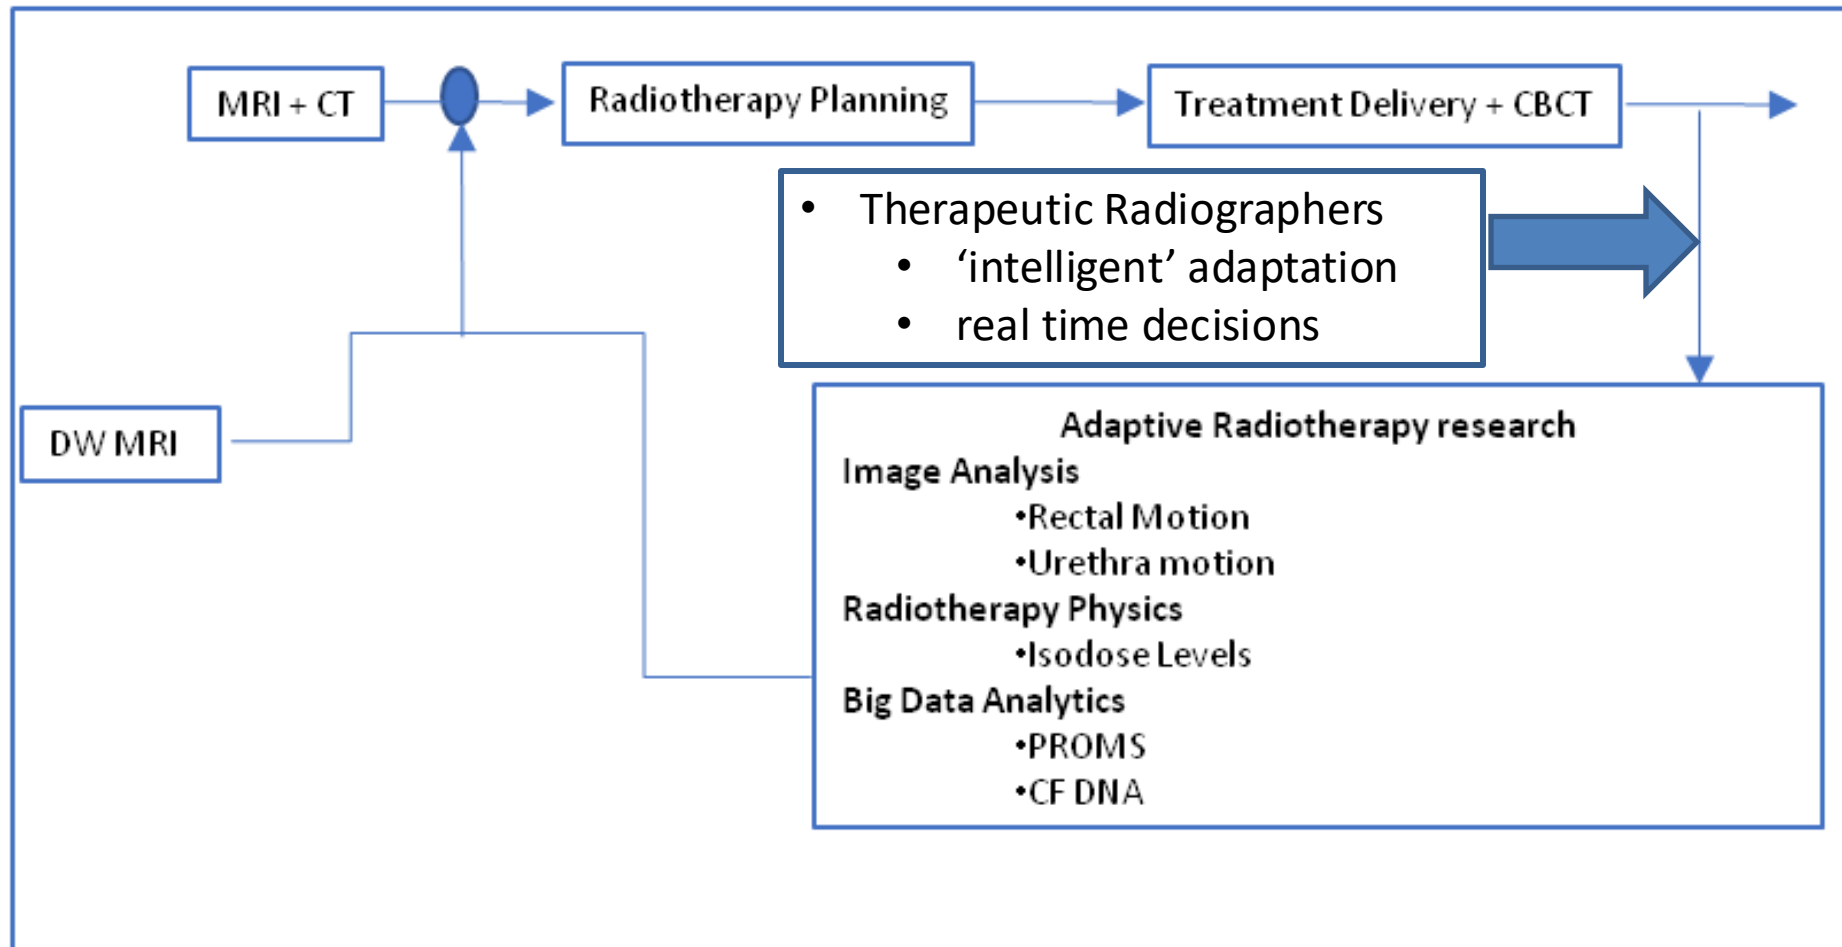 MRI + CT
Radiotherapy Planning
Treatment Delivery + CBCT
• Therapeutic Radiographers
• ‘intelligent’ adaptation
• real time decisions
DW MRI
Adaptive Radiotherapy research
Image Analysis
•Rectal Motion
•Urethra motion
Radiotherapy Physics
•Isodose Levels
Big Data Analytics
•PROMS
•CF DNA